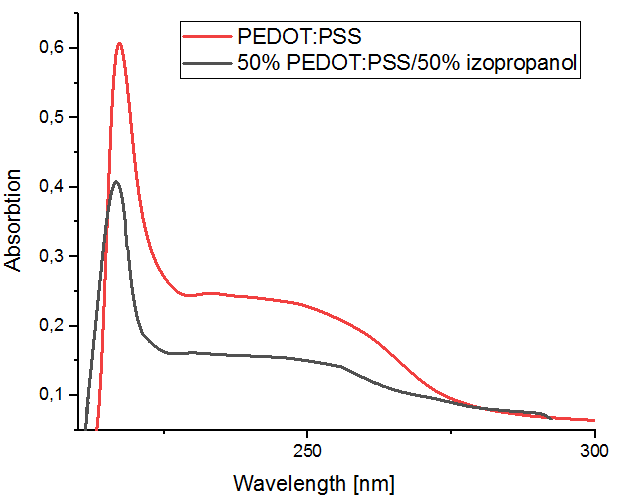 PEDOT:PSS
50% PEDOT:PSS/50% izopropanol
0,6
0,5
0,4
0,3
0,2
0,1
Absorbtion
250
300
Wavelength [nm]